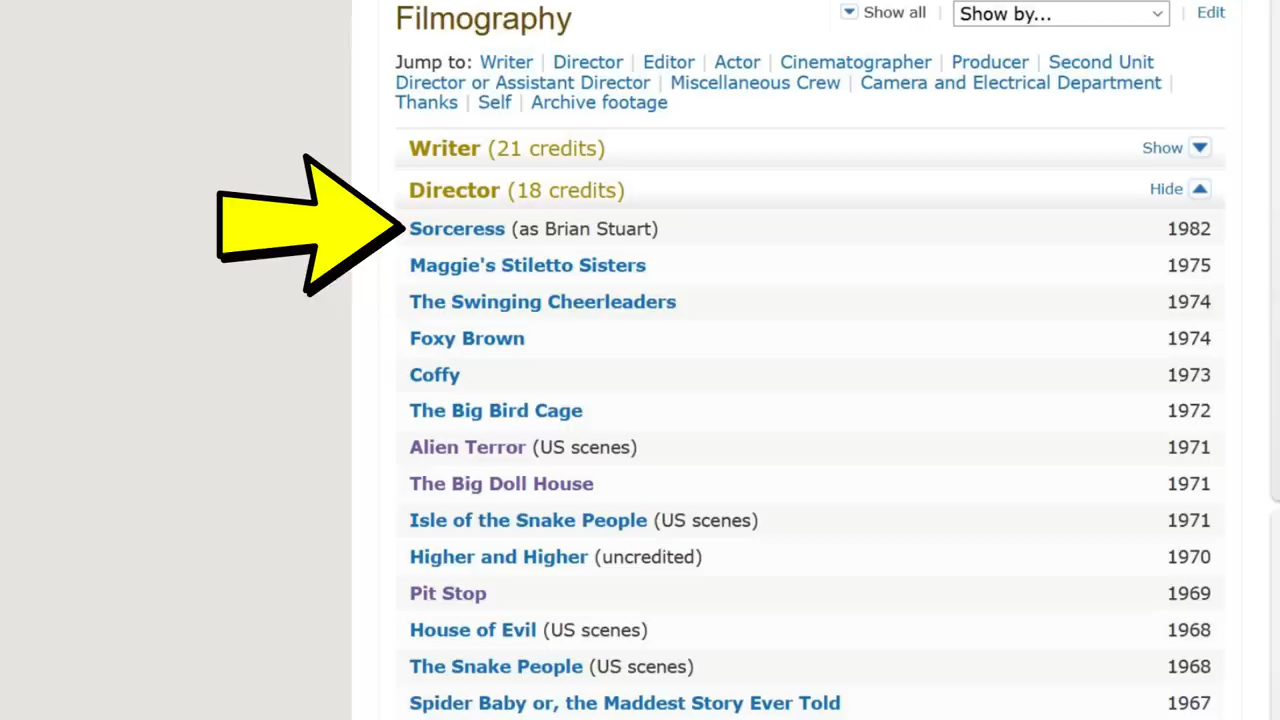 Filmography
Show all | Show by... | Edit
Jump to: Writer | Director | Editor | Actor | Cinematographer | Producer | Second Unit
Director or Assistant Director | Miscellaneous Crew | Camera and Electrical Department |
Thanks | Self | Archive footage
Writer (21 credits) Show
Director (18 credits) Hide
Sorceress (as Brian Stuart) 1982
Maggie's Stiletto Sisters 1975
The Swinging Cheerleaders 1974
Foxy Brown 1974
Coffy 1973
The Big Bird Cage 1972
Alien Terror (US scenes) 1971
The Big Doll House 1971
Isle of the Snake People (US scenes) 1971
Higher and Higher (uncredited) 1970
Pit Stop 1969
House of Evil (US scenes) 1968
The Snake People (US scenes) 1968
Spider Baby or, the Maddest Story Ever Told 1967